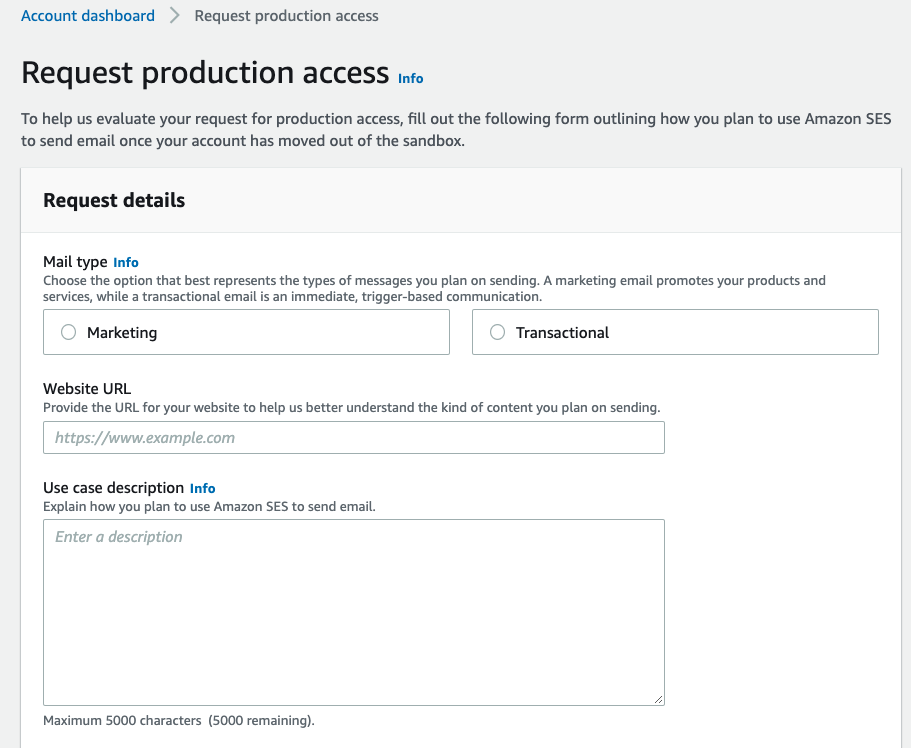 Account dashboard > Request production access
Request production access Info
To help us evaluate your request for production access, fill out the following form outlining how you plan to use Amazon SES
to send email once your account has moved out of the sandbox.
Request details
Mail type Info
Choose the option that best represents the types of messages you plan on sending. A marketing email promotes your products and
services, while a transactional email is an immediate, trigger-based communication.
Marketing
Transactional
Website URL
Provide the URL for your website to help us better understand the kind of content you plan on sending.
https://www.example.com
Use case description Info
Explain how you plan to use Amazon SES to send email.
Enter a description
Maximum 5000 characters (5000 remaining).